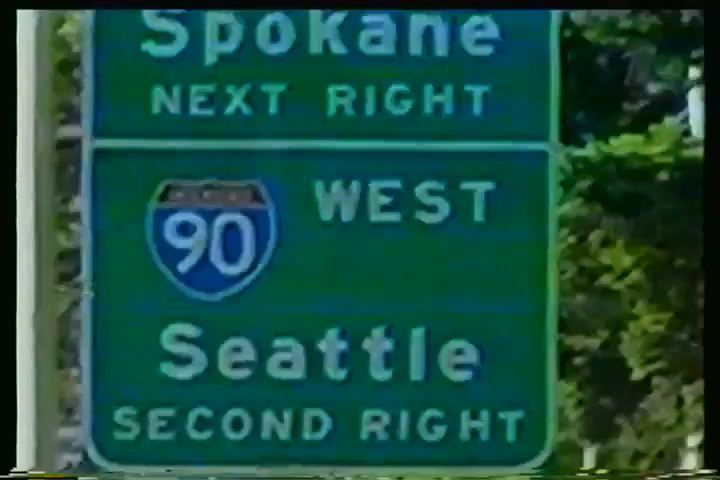 Spokane
NEXT RIGHT
90 WEST
Seattle
SECOND RIGHT